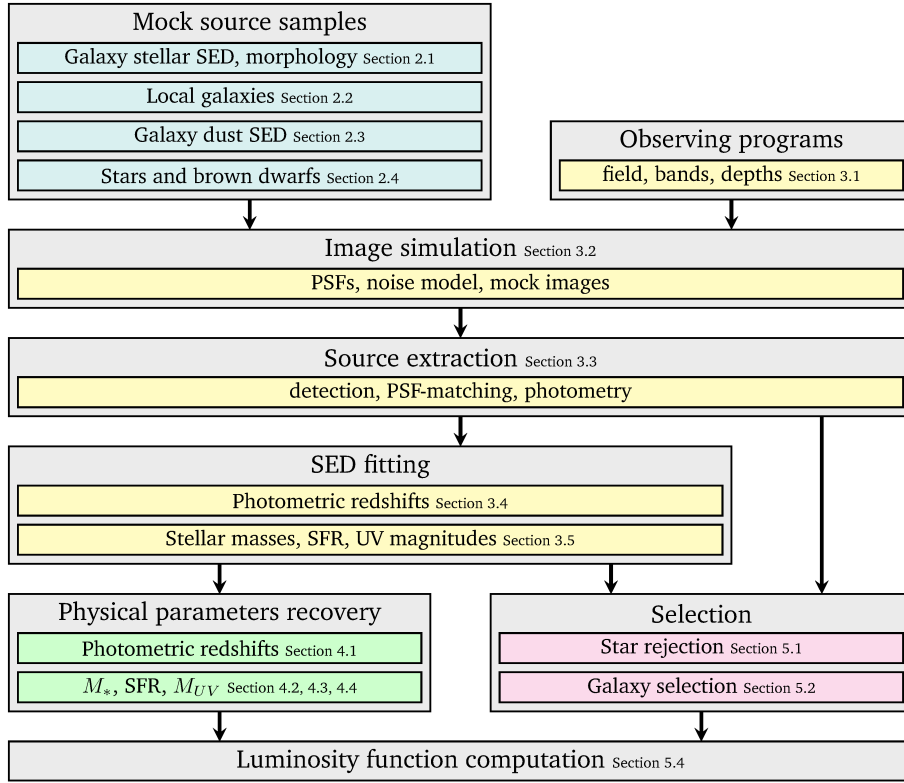 Mock source samples
Galaxy stellar SED, morphology Section 2.1
Local galaxies Section 2.2
Galaxy dust SED Section 2.3
Stars and brown dwarfs Section 2.4
Observing programs
field, bands, depths Section 3.1
Image simulation Section 3.2
PSFs, noise model, mock images
Source extraction Section 3.3
detection, PSF-matching, photometry
SED fitting
Photometric redshifts Section 3.4
Stellar masses, SFR, UV magnitudes Section 3.5
Physical parameters recovery
Photometric redshifts Section 4.1
M*, SFR, MUV Section 4.2, 4.3, 4.4
Selection
Star rejection Section 5.1
Galaxy selection Section 5.2
Luminosity function computation Section 5.4